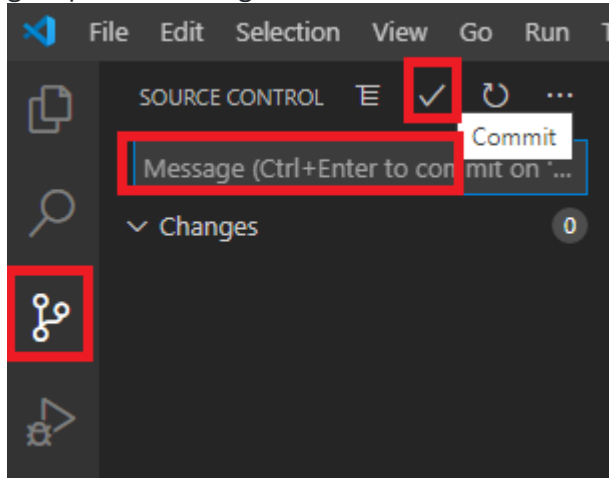 File Edit Selection View Go Run
SOURCE CONTROL
Commit
Message (Ctrl+Enter to commit on '...
Changes 0